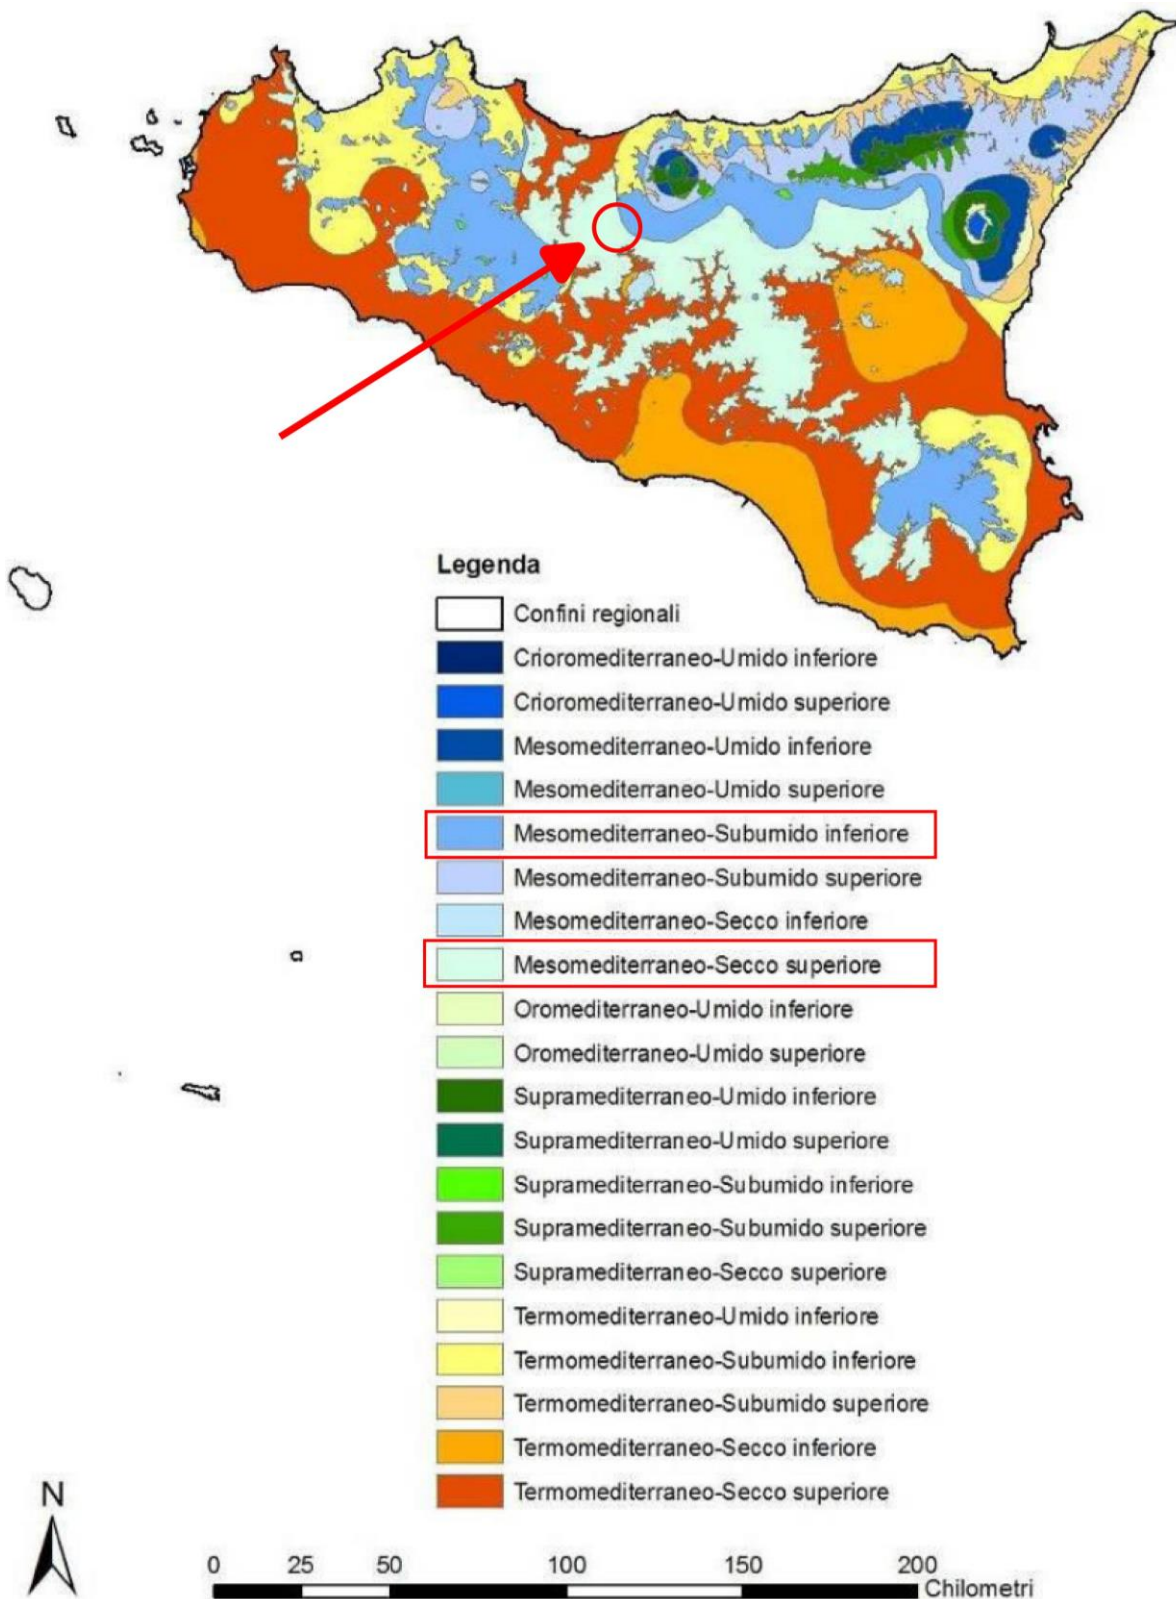 Legenda
Confini regionali
Crioromediterraneo-Umido inferiore
Crioromediterraneo-Umido superiore
Mesomediterraneo-Umido inferiore
Mesomediterraneo-Umido superiore
Mesomediterraneo-Subumido inferiore
Mesomediterraneo-Subumido superiore
Mesomediterraneo-Secco inferiore
Mesomediterraneo-Secco superiore
Oromediterraneo-Umido inferiore
Oromediterraneo-Umido superiore
Supramediterraneo-Umido inferiore
Supramediterraneo-Umido superiore
Supramediterraneo-Subumido inferiore
Supramediterraneo-Subumido superiore
Supramediterraneo-Secco superiore
Termomediterraneo-Umido inferiore
Termomediterraneo-Subumido inferiore
Termomediterraneo-Subumido superiore
Termomediterraneo-Secco inferiore
Termomediterraneo-Secco superiore
N
0 25 50 100 150 200
Chilometri